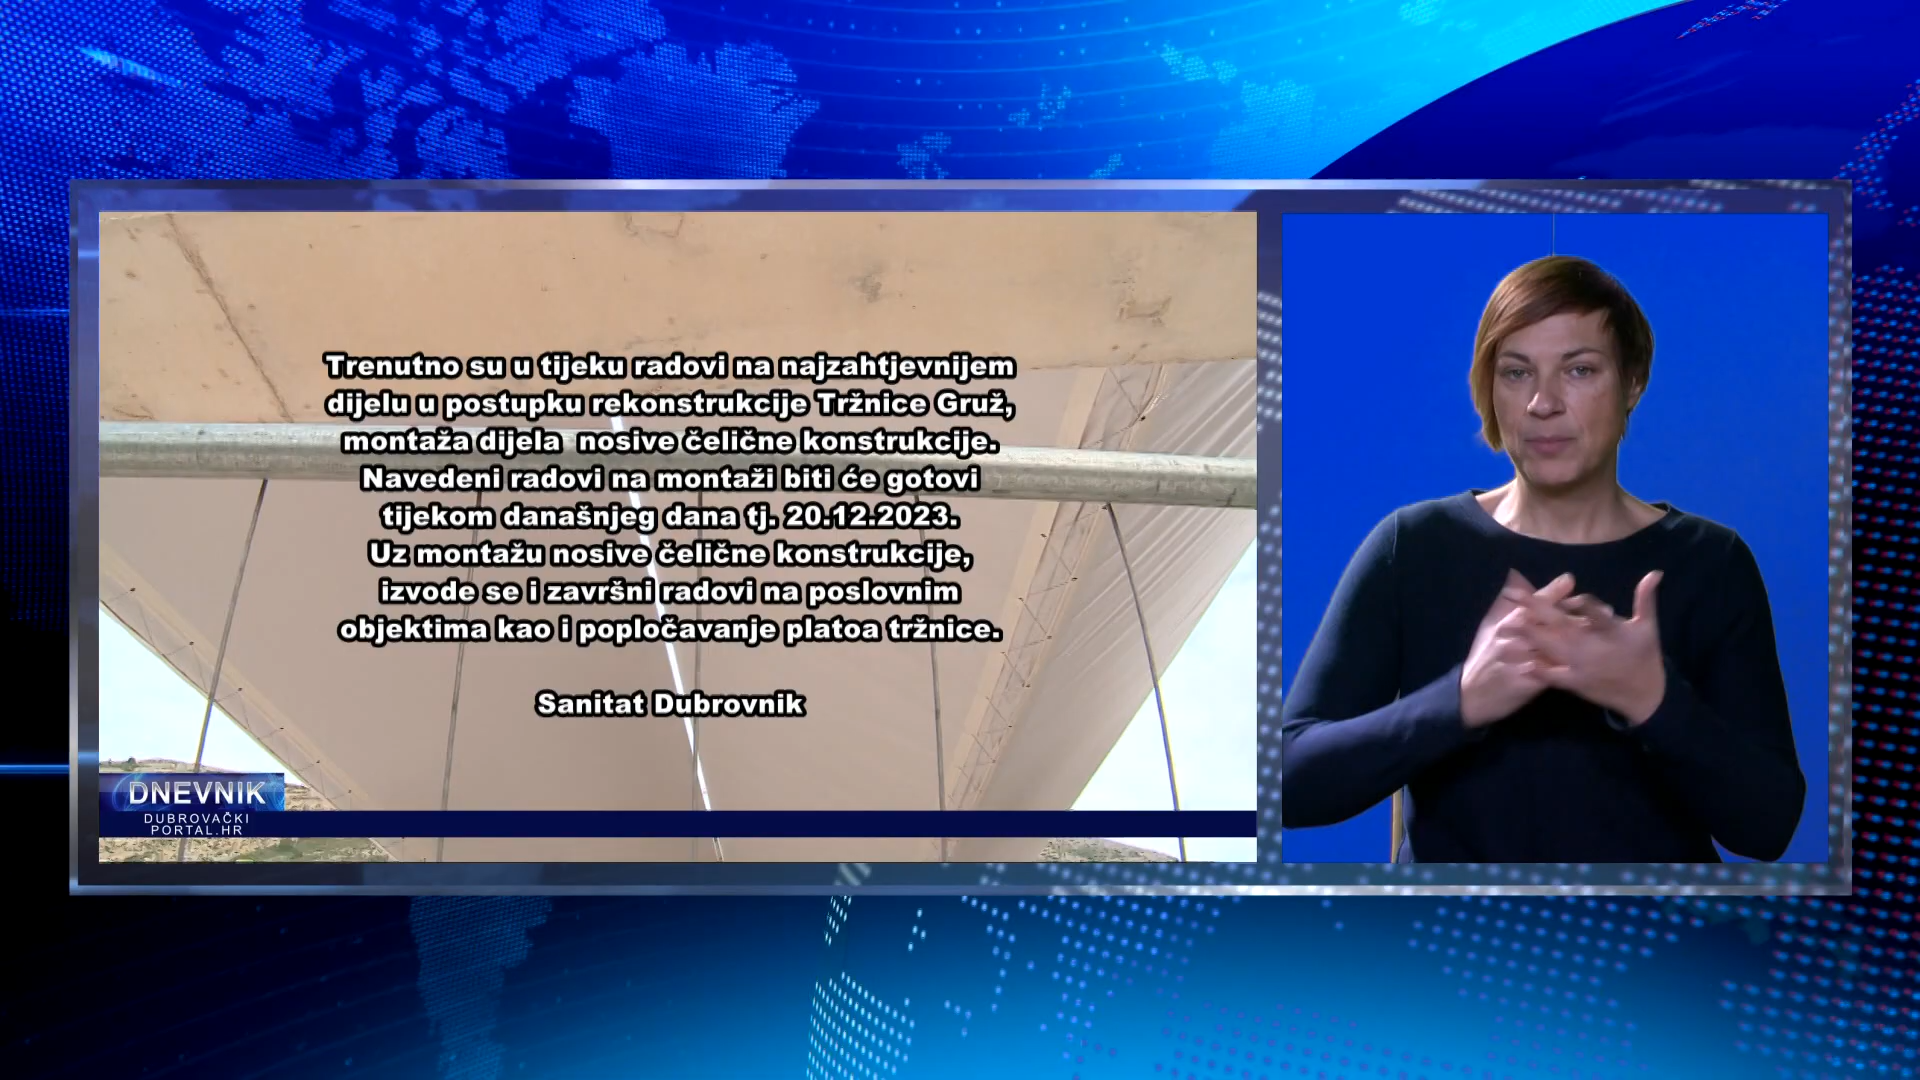 Trenutno su u tijeku radovi na najzahtjevnijem
dijelu u postupku rekonstrukcije Tržnice Gruž,
montaža dijela  nosive čelične konstrukcije.
Navedeni radovi na montaži biti će gotovi
tijekom današnjeg dana tj. 20.12.2023.
Uz montažu nosive čelične konstrukcije,
izvode se i završni radovi na poslovnim
objektima kao i popločavanje platoa tržnice.
Sanitat Dubrovnik
DNEVNIK
DUBROVAČKI
PORTAL.HR